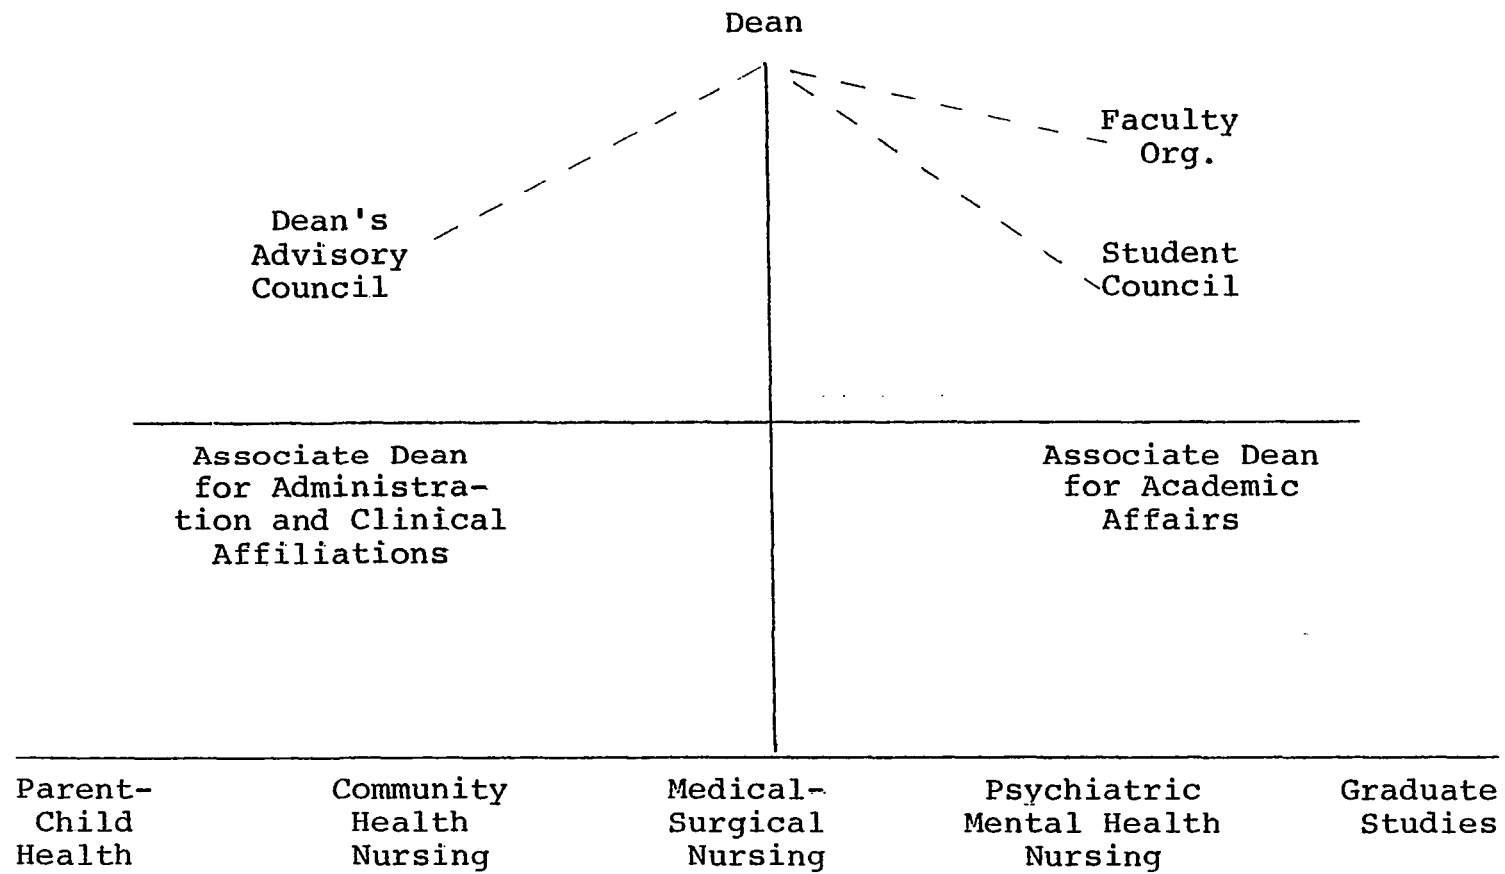 Dean
Faculty
Org.
Dean's
Advisory
Council
Student
Council
Associate Dean
for Administra-
tion and Clinical
Affiliations
Associate Dean
for Academic
Affairs
Parent-
Child
Health
Community
Health
Nursing
Medical-
Surgical
Nursing
Psychiatric
Mental Health
Nursing
Graduate
Studies